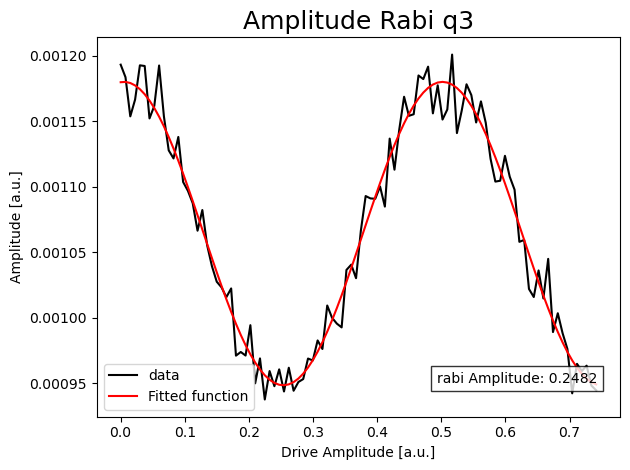 Amplitude Rabi q3
Amplitude [a.u.]
0.00120
0.00115
0.00110
0.00105
0.00100
0.00095
data
Fitted function
rabi Amplitude: 0.2482
0.0 0.1 0.2 0.3 0.4 0.5 0.6 0.7
Drive Amplitude [a.u.]